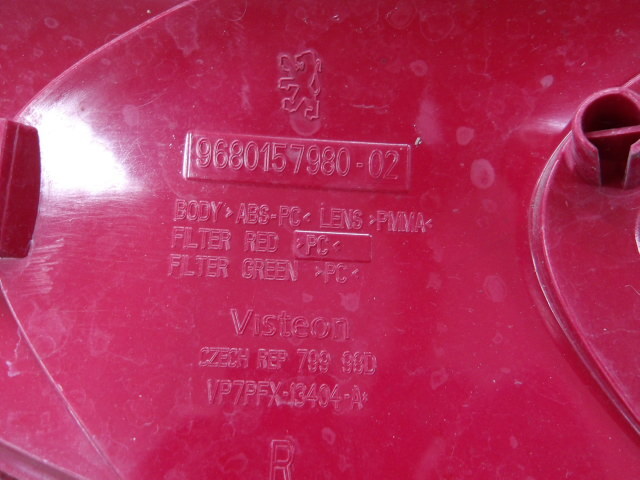 9680157980-02
BODY >ABS-PC< LENS >PMMA<
FILTER RED >PC<
FILTER GREEN >PC<
Visteon
CZECH REP 799 99D
VP7PFX-13404-A
R